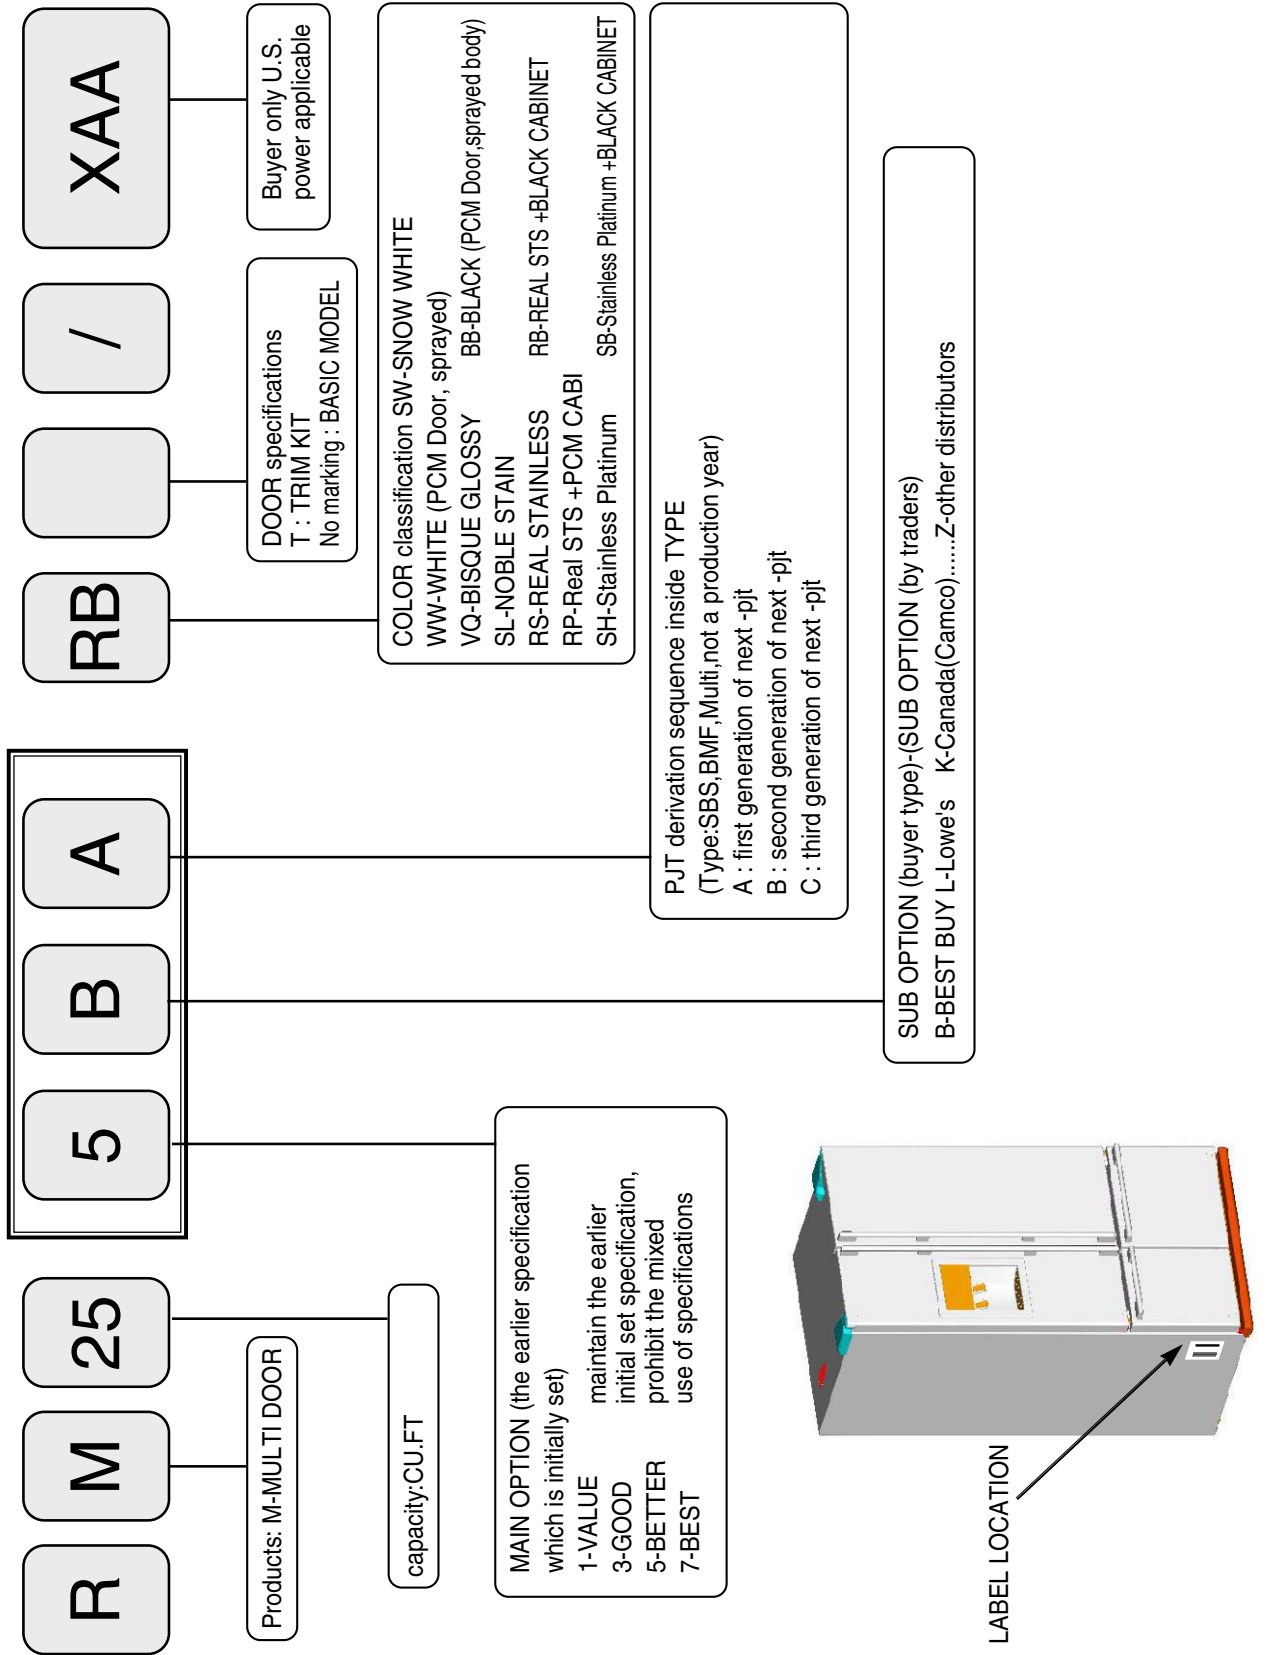 R
M
25
5
B
A
RB
/
XAA
Products: M-MULTI DOOR
capacity:CU.FT
MAIN OPTION (the earlier specification
which is initially set)
1-VALUE maintain the earlier
3-GOOD initial set specification,
5-BETTER prohibit the mixed
7-BEST use of specifications
SUB OPTION (buyer type)-(SUB OPTION (by traders)
B-BEST BUY L-Lowe's K-Canada(Camco).....Z-other distributors
PJT derivation sequence inside TYPE
(Type:SBS,BMF,Multi,not a production year)
A : first generation of next -pjt
B : second generation of next -pjt
C : third generation of next -pjt
COLOR classification SW-SNOW WHITE
WW-WHITE (PCM Door, sprayed)
VQ-BISQUE GLOSSY BB-BLACK (PCM Door,sprayed body)
SL-NOBLE STAIN
RS-REAL STAINLESS RB-REAL STS +BLACK CABINET
RP-Real STS +PCM CABI
SH-Stainless Platinum SB-Stainless Platinum +BLACK CABINET
DOOR specifications
T : TRIM KIT
No marking : BASIC MODEL
Buyer only U.S.
power applicable
LABEL LOCATION